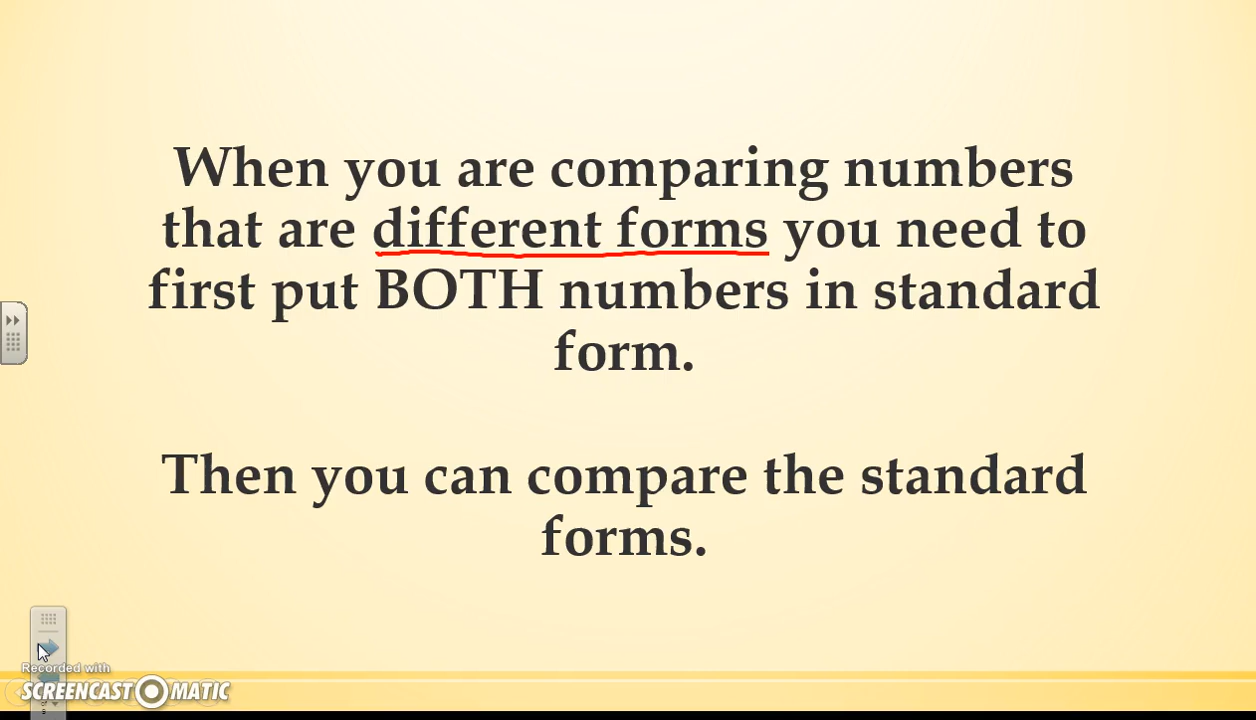 When you are comparing numbers
that are different forms you need to
first put BOTH numbers in standard
form.
Then you can compare the standard
forms.
Recorded with
SCREENCAST MATIC